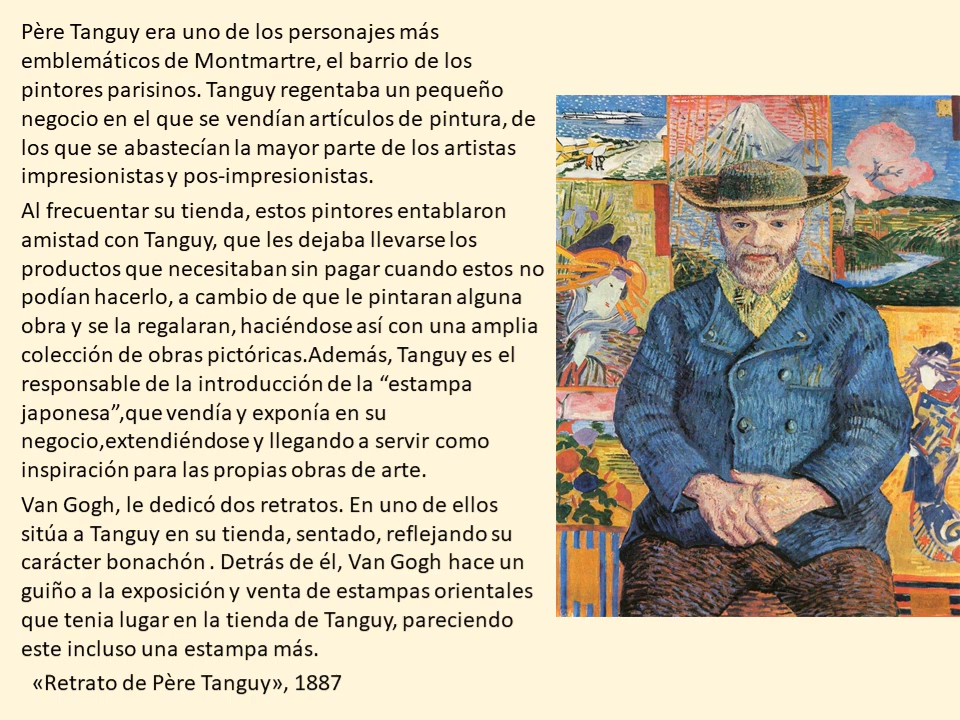 Père Tanguy era uno de los personajes más
emblemáticos de Montmartre, el barrio de los
pintores parisinos. Tanguy regentaba un pequeño
negocio en el que se vendían artículos de pintura, de
los que se abastecían la mayor parte de los artistas
impresionistas y pos-impresionistas.
Al frecuentar su tienda, estos pintores entablaron
amistad con Tanguy, que les dejaba llevarse los
productos que necesitaban sin pagar cuando estos no
podían hacerlo, a cambio de que le pintaran alguna
obra y se la regalaran, haciéndose así con una amplia
colección de obras pictóricas.Además, Tanguy es el
responsable de la introducción de la “estampa
japonesa”,que vendía y exponía en su
negocio,extendiéndose y llegando a servir como
inspiración para las propias obras de arte.
Van Gogh, le dedicó dos retratos. En uno de ellos
sitúa a Tanguy en su tienda, sentado, reflejando su
carácter bonachón . Detrás de él, Van Gogh hace un
guiño a la exposición y venta de estampas orientales
que tenia lugar en la tienda de Tanguy, pareciendo
este incluso una estampa más.
«Retrato de Père Tanguy», 1887